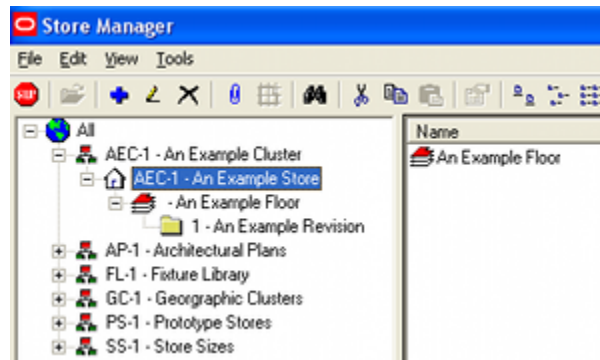 Store Manager
File Edit View Tools
STOP
All
Name
AEC-1 - An Example Cluster
An Example Floor
AEC-1 - An Example Store
- An Example Floor
1 - An Example Revision
AP-1 - Architectural Plans
FL-1 - Fixture Library
GC-1 - Georgraphic Clusters
PS-1 - Prototype Stores
SS-1 - Store Sizes